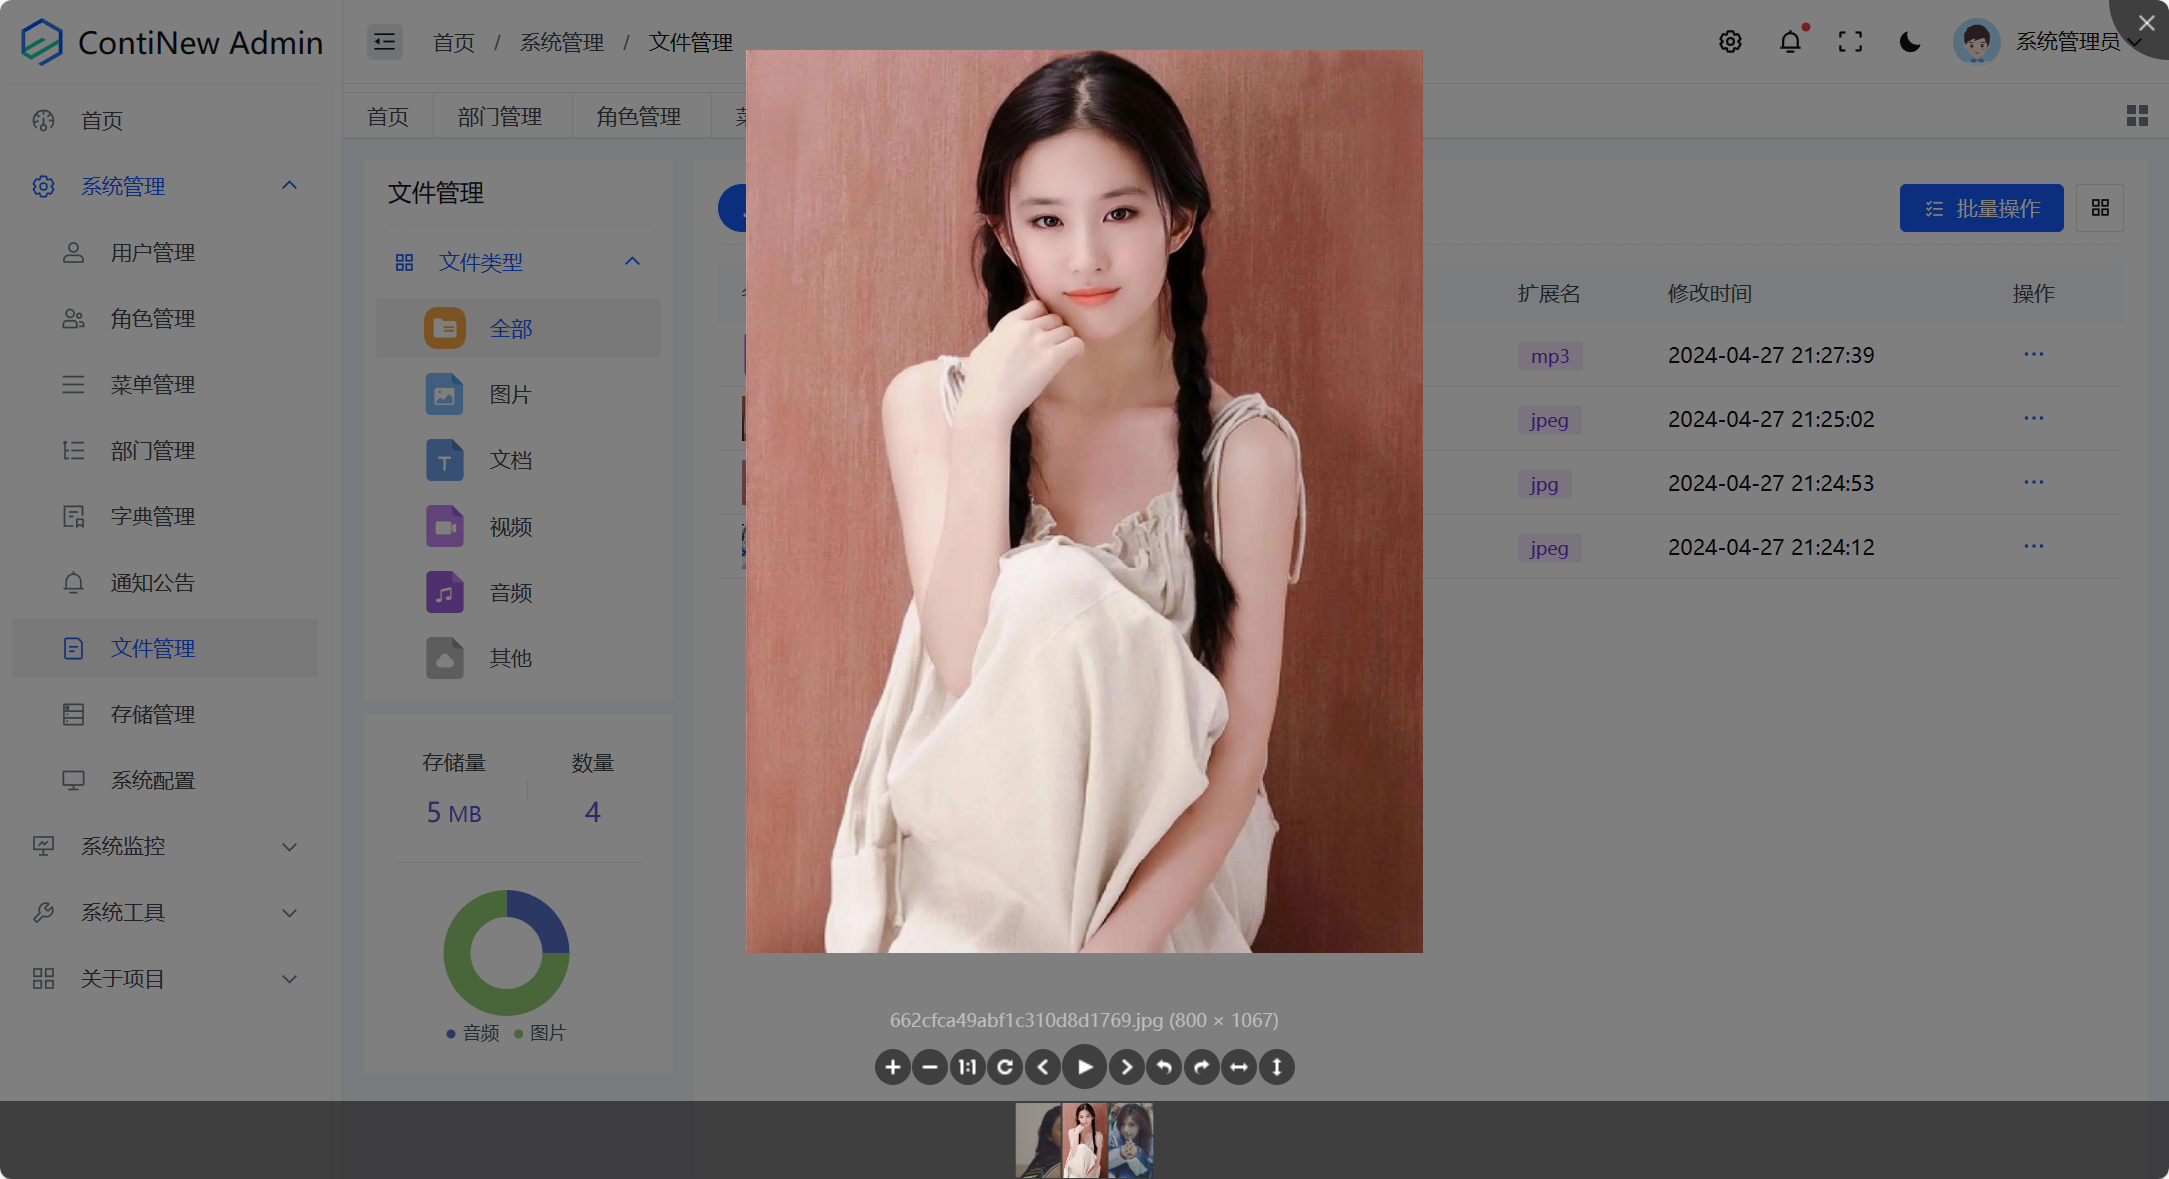 ContiNew Admin
首页 / 系统管理 / 文件管理
系统管理员
首页
系统管理
用户管理
角色管理
菜单管理
部门管理
字典管理
通知公告
文件管理
存储管理
系统配置
系统监控
系统工具
关于项目
首页
部门管理
角色管理
文件管理
文件类型
全部
图片
T
文档
视频
音频
其他
存储量
数量
5 MB
4
音频
图片
批量操作
扩展名
修改时间
操作
mp3
2024-04-27 21:27:39
jpeg
2024-04-27 21:25:02
jpg
2024-04-27 21:24:53
jpeg
2024-04-27 21:24:12
662cfca49abf1c310d8d1769.jpg (800 × 1067)
1:1